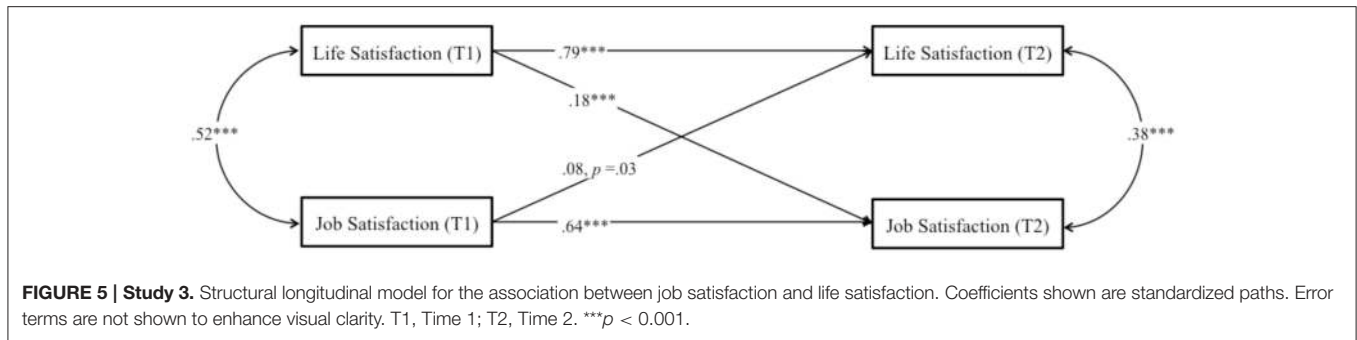 Life Satisfaction (T1)
.79***
Life Satisfaction (T2)
.18***
.52***
.38***
.08, p =.03
Job Satisfaction (T1)
.64***
Job Satisfaction (T2)
FIGURE 5 | Study 3. Structural longitudinal model for the association between job satisfaction and life satisfaction. Coefficients shown are standardized paths. Error
terms are not shown to enhance visual clarity. T1, Time 1; T2, Time 2. ***p < 0.001.